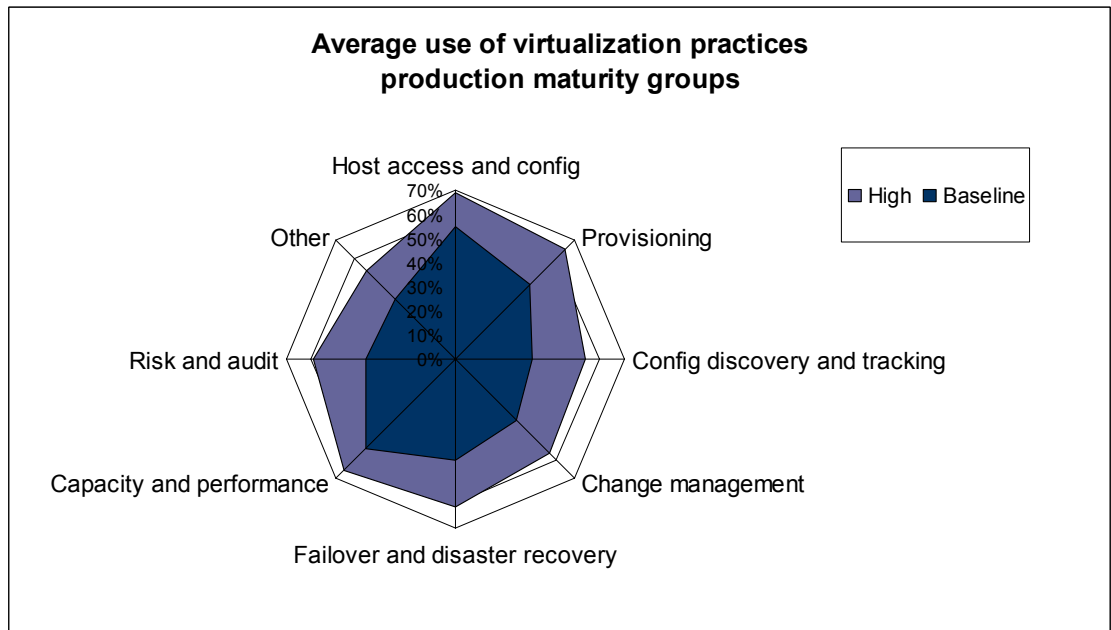 Average use of virtualization practices
production maturity groups
Host access and config
70%
60%
50%
40%
30%
20%
10%
0%
High Baseline
Other
Provisioning
Risk and audit
Config discovery and tracking
Capacity and performance
Change management
Failover and disaster recovery